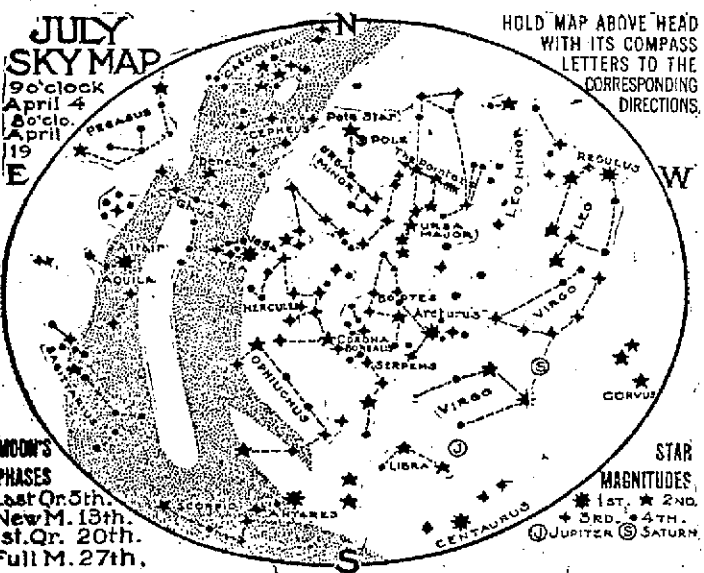 JULY
SKY MAP
9 o'clock
April 4
8 o'clo.
April
19
HOLD MAP ABOVE HEAD
WITH ITS COMPASS
LETTERS TO THE
CORRESPONDING
DIRECTIONS.
N
E
W
S
CASSIOPEIA
PEGASUS
CEPHEUS
Pole Star
POLE
URSA
MINOR
The Pointers
LEO MINOR
REGULUS
LEO
Deneb
CYGNUS
URSA
MAJOR
Altair
AQUILA
HERCULES
BOOTES
Arcturus
VIRGO
CORONA
BOREALIS
SERPENS
OPHIUCHUS
SAGITTARIUS
VIRGO
S
CORVUS
J
LIBRA
SCORPIO
ANTARES
CENTAURUS
MOON'S
PHASES
Last Qr. 5th.
New M. 13th.
1st. Qr. 20th.
Full M. 27th,
STAR
MAGNITUDES
1ST. 2ND.
3RD. 4TH.
J JUPITER S SATURN